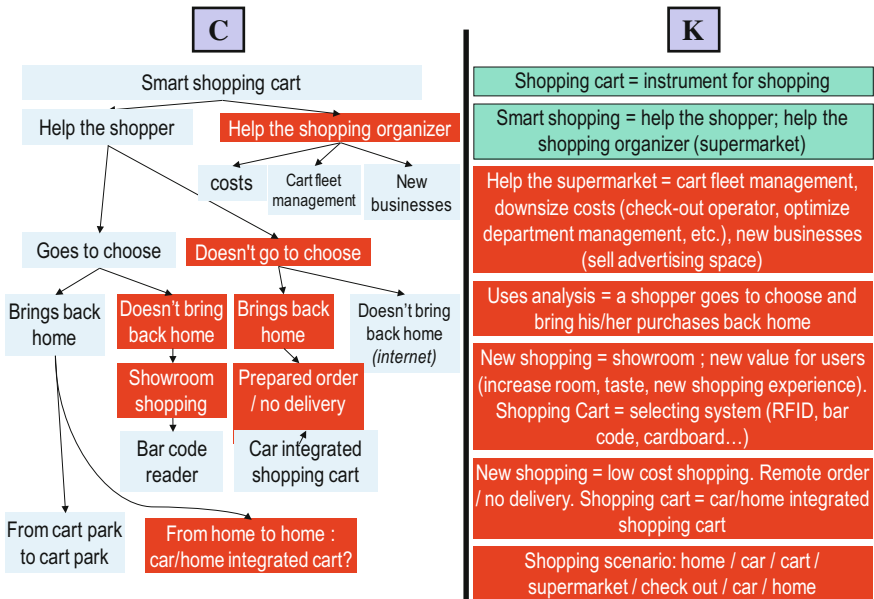 C
K
Smart shopping cart
Help the shopper
Help the shopping organizer
costs
Cart fleet
management
New
businesses
Goes to choose
Doesn't go to choose
Brings back
home
Doesn't bring
back home
Brings back
home
Doesn't bring
back home
(internet)
Showroom
shopping
Prepared order
/ no delivery
Bar code
reader
Car integrated
shopping cart
From cart park
to cart park
From home to home :
car/home integrated cart?
Shopping cart = instrument for shopping
Smart shopping = help the shopper; help the
shopping organizer (supermarket)
Help the supermarket = cart fleet management,
downsize costs (check-out operator, optimize
department management, etc.), new businesses
(sell advertising space)
Uses analysis = a shopper goes to choose and
bring his/her purchases back home
New shopping = showroom ; new value for users
(increase room, taste, new shopping experience).
Shopping Cart = selecting system (RFID, bar
code, cardboard…)
New shopping = low cost shopping. Remote order
/ no delivery. Shopping cart = car/home integrated
shopping cart
Shopping scenario: home / car / cart /
supermarket / check out / car / home